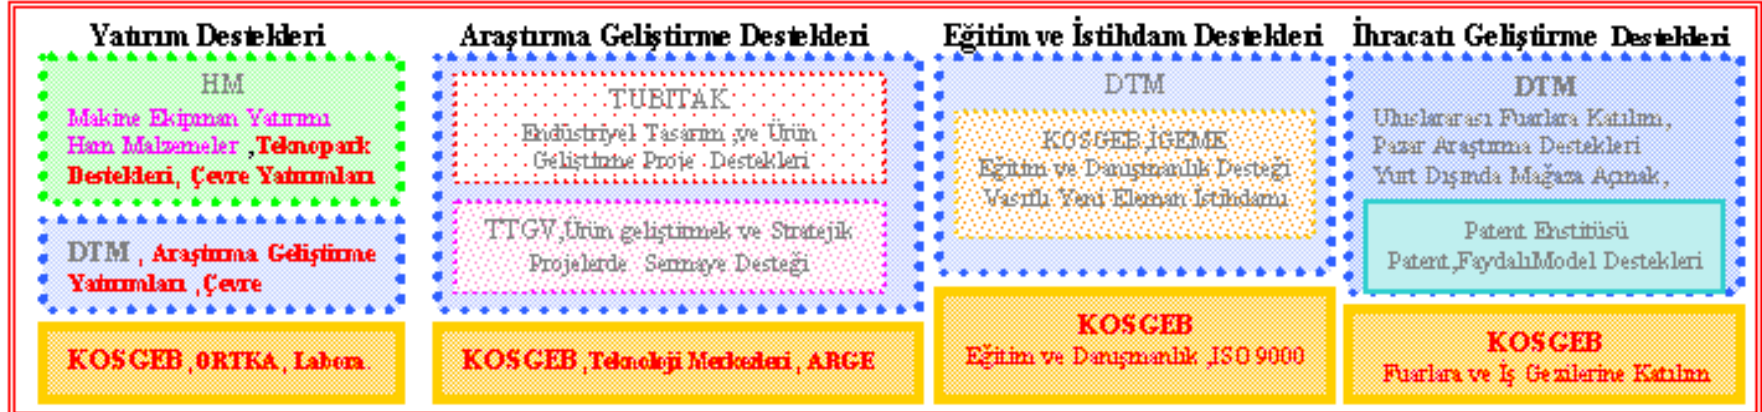 Yatırım Destekleri
HM
Makine Ekipman Yatırımı
Ham Malzemeler ,Teknopark
Destekleri, Çevre Yatırımları
DTM , Araştırma Geliştirme
Yatırımları ,Çevre
KOSGEB ,ORTKA, Labora.
Araştırma Geliştirme Destekleri
TUBITAK
Endüstriyel Tasarım ,ve Ürün
Geliştirme Proje Destekleri
TTGV,Ürün geliştirmek ve Stratejik
Projelerde Sermaye Desteği
KOSGEB ,Teknoloji Merkezleri , ARGE
Eğitim ve İstihdam Destekleri
DTM
KOSGEB,IGEME
Eğitim ve Danışmanlık Desteği
Vasıflı Yeni Eleman İstihdamı
KOSGEB
Eğitim ve Danışmanlık ,ISO 9000
İhracatı Geliştirme Destekleri
DTM
Uluslararası Fuarlara Katılım,
Pazar Araştırma Destekleri
Yurt Dışında Mağaza Açmak,
Patent Enstitüsü
Patent,FaydalıModel Destekleri
KOSGEB
Fuarlara ve İş Gezilerine Katılım